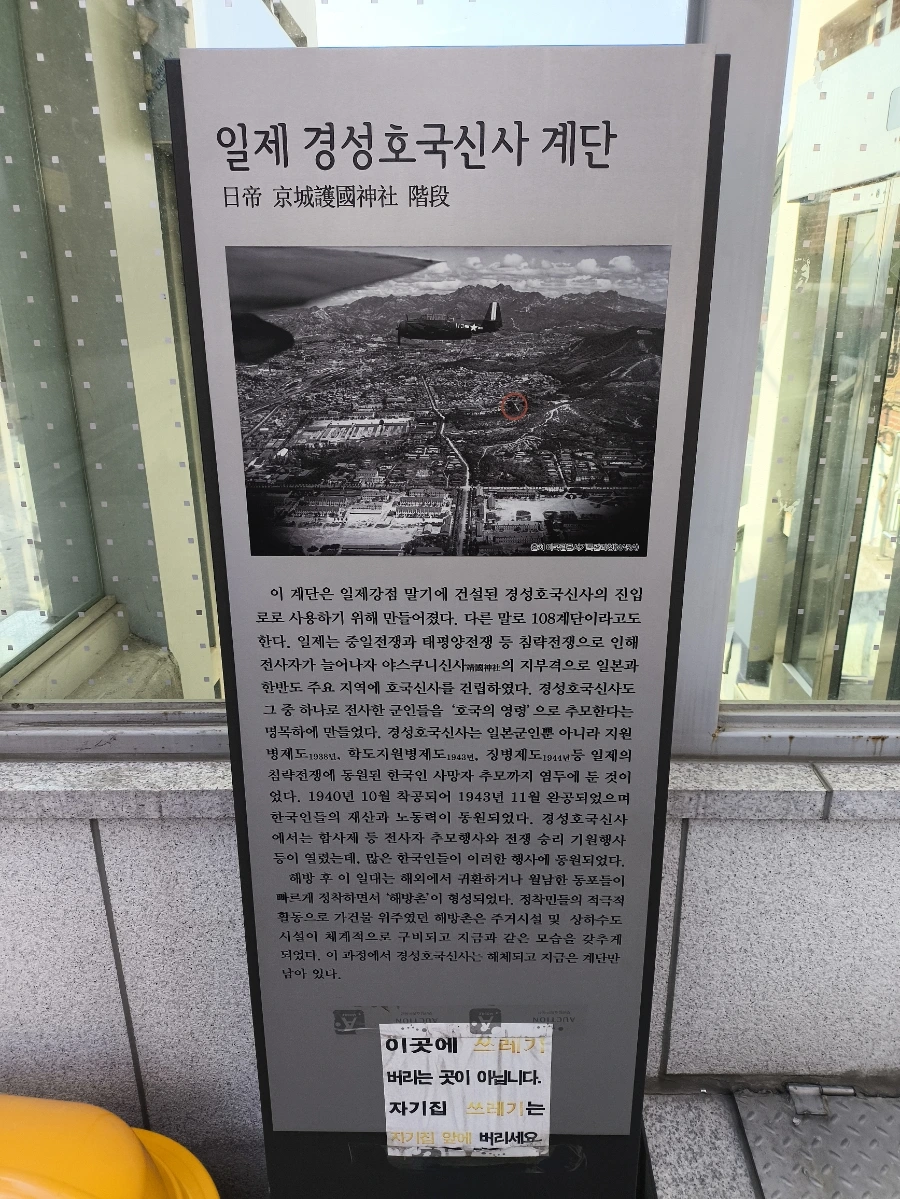 일제 경성호국신사 계단
日帝 京城護國神社 階段
이 계단은 일제강점 말기에 건설된 경성호국신사의 진입
로로 사용하기 위해 만들어졌다. 다른 말로 108계단이라고도
한다. 일제는 중일전쟁과 태평양전쟁 등 침략전쟁으로 인해
전사자가 늘어나자 야스쿠니신사靖國神社의 지부격으로 일본과
한반도 주요 지역에 호국신사를 건립하였다. 경성호국신사도
그 중 하나로 전사한 군인들을 ‘호국의 영령’으로 추모한다는
명목하에 만들었다. 경성호국신사는 일본군인뿐 아니라 지원
병제도1938년, 학도지원병제도1943년, 징병제도1944년등 일제의
침략전쟁에 동원된 한국인 사망자 추모까지 염두에 둔 것이
었다. 1940년 10월 착공되어 1943년 11월 완공되었으며
한국인들의 재산과 노동력이 동원되었다. 경성호국신사
에서는 합사제 등 전사자 추모행사와 전쟁 승리 기원행사
등이 열렸는데, 많은 한국인들이 이러한 행사에 동원되었다.
해방 후 이 일대는 해외에서 귀환하거나 월남한 동포들이
빠르게 정착하면서 ‘해방촌’이 형성되었다. 정착민들의 적극적
활동으로 가건물 위주였던 해방촌은 주거시설 및 상하수도
시설이 체계적으로 구비되고 지금과 같은 모습을 갖추게
되었다. 이 과정에서 경성호국신사는 해체되고 지금은 계단만
남아 있다.
AUCTION
AUCTION
이곳에 쓰레기
버리는 곳이 아닙니다.
자기집 쓰레기는
자기집 앞에 버리세요